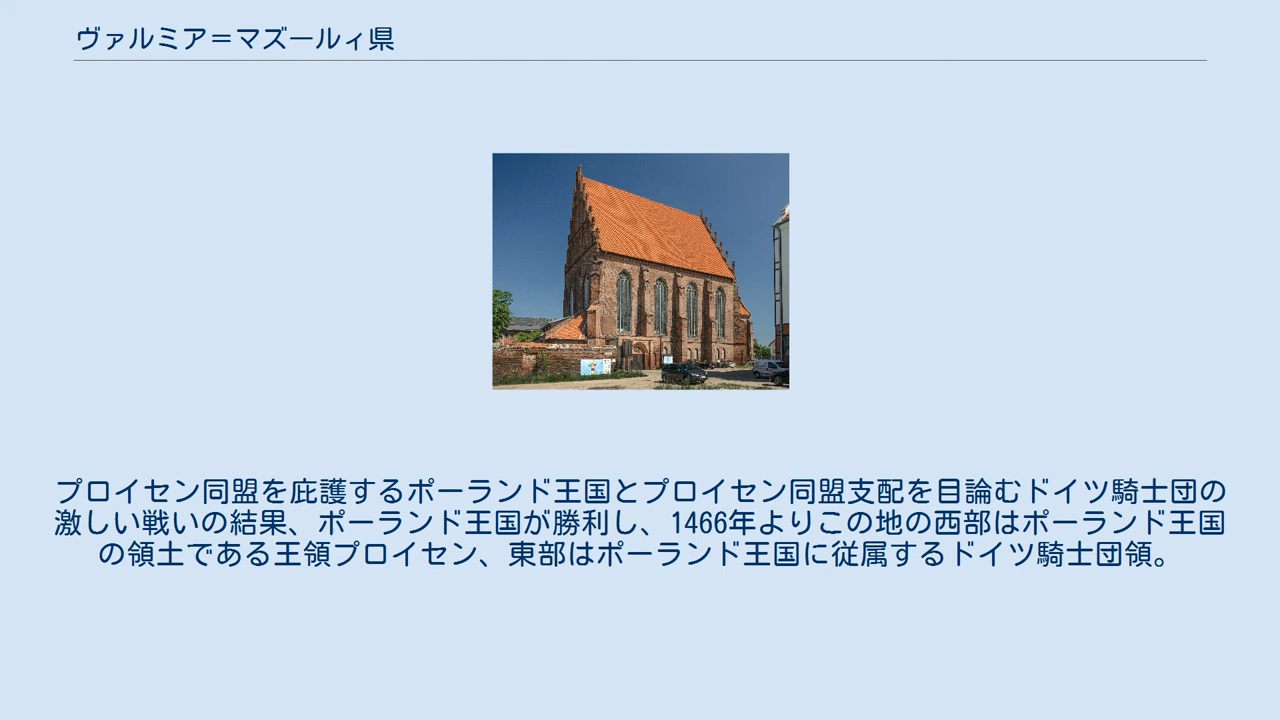 ヴァルミア＝マズールィ県
プロイセン同盟を庇護するポーランド王国とプロイセン同盟支配を目論むドイツ騎士団の
激しい戦いの結果、ポーランド王国が勝利し、1466年よりこの地の西部はポーランド王国
の領土である王領プロイセン、東部はポーランド王国に従属するドイツ騎士団領。